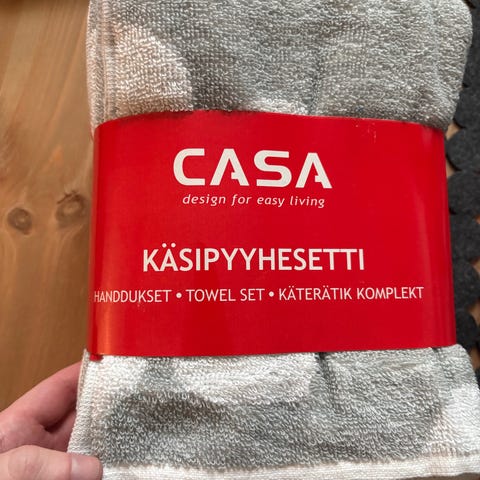 CASA
design for easy living
KÄSIPYYHESETTI
HANDDUKSET • TOWEL SET • KÄTERÄTIK KOMPLEKT